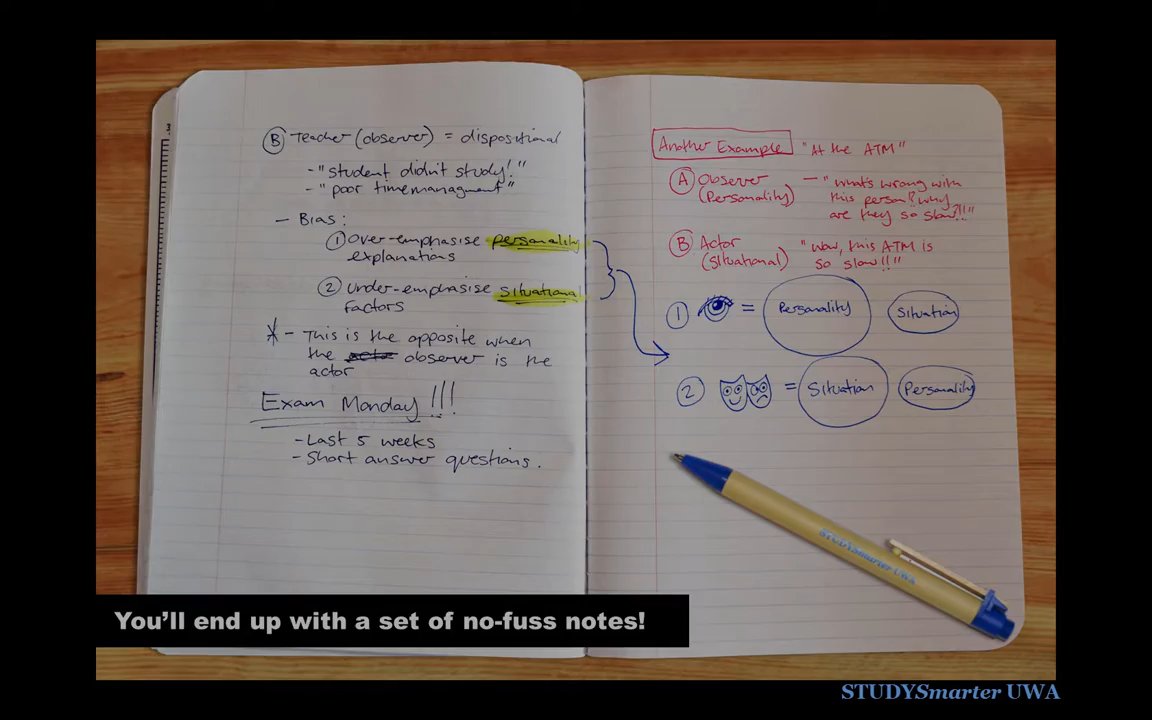 3
B Teacher (observer) = dispositional
- "student didn't study!"
- "poor timemanagment"
- Bias:
1 Over-emphasise personality
explanations
2 Under-emphasise situational
factors
* - This is the opposite when
the observer is the
actor
Exam Monday!!!
- Last 5 weeks
- Short answer questions.
Another Example "At the ATM"
A Observer - "what's wrong with
(Personality) this person? why
are they so slow!!"
B Actor "Wow, this ATM is
(Situational) so slow!!"
1 = Personality Situation
2 = Situation Personality
STUDYSmarter UWA
You'll end up with a set of no-fuss notes!
STUDYSmarter UWA